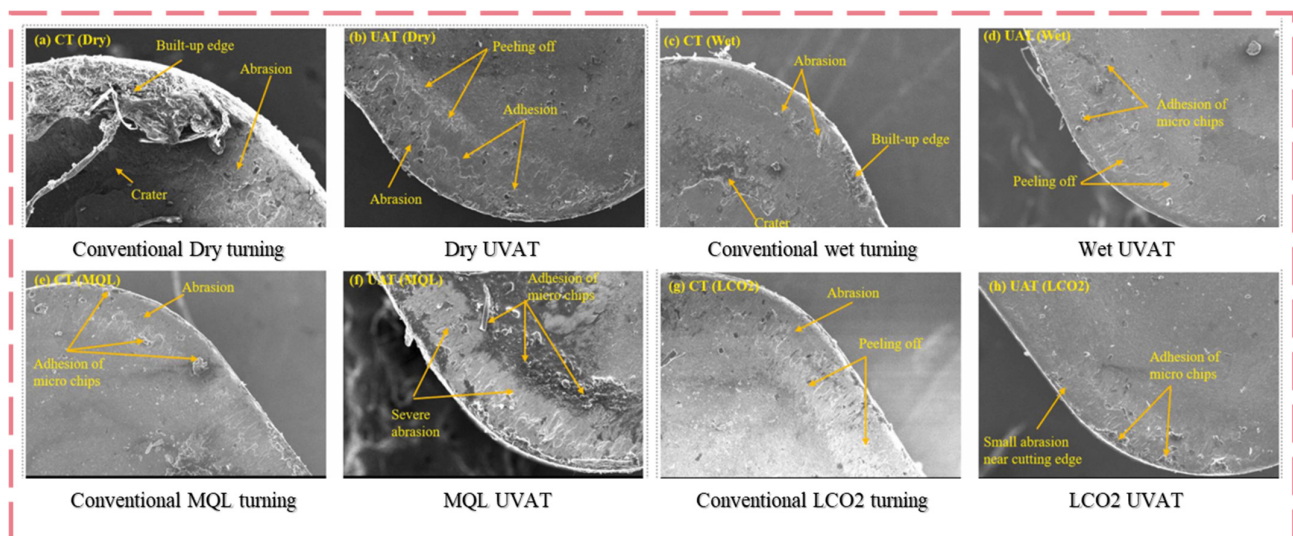 (a) CT (Dry)
Built-up edge
Abrasion
Crater
Conventional Dry turning
(b) UAT (Dry)
Peeling off
Adhesion
Abrasion
Dry UVAT
(c) CT (Wet)
Abrasion
Built-up edge
Crater
Conventional wet turning
(d) UAT (Wet)
Adhesion of
micro chips
Peeling off
Wet UVAT
(e) CT (MQL)
Abrasion
Adhesion of
micro chips
Conventional MQL turning
(f) UAT (MQL)
Adhesion of
micro chips
Severe
abrasion
MQL UVAT
(g) CT (LCO2)
Abrasion
Peeling off
Conventional LCO2 turning
(h) UAT (LCO2)
Adhesion of
micro chips
Small abrasion
near cutting edge
LCO2 UVAT